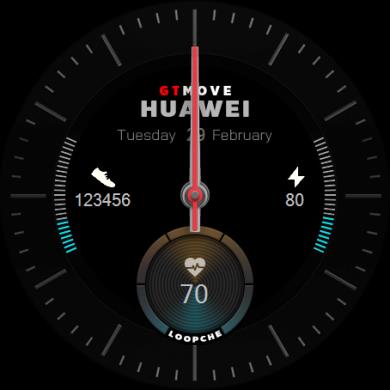 GTMOVE
HUAWEI
Tuesday 29 February
123456
80
70
LOOPCHE